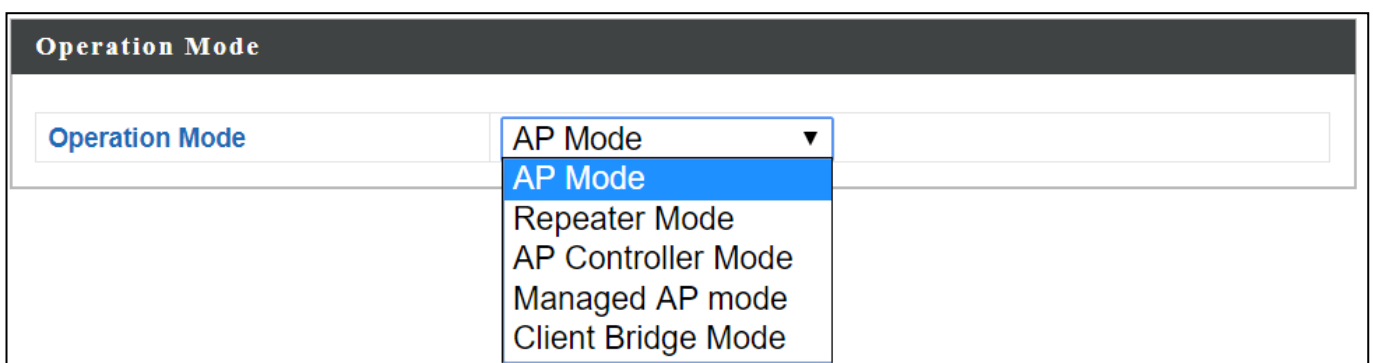 Operation Mode
Operation Mode AP Mode
AP Mode
Repeater Mode
AP Controller Mode
Managed AP mode
Client Bridge Mode